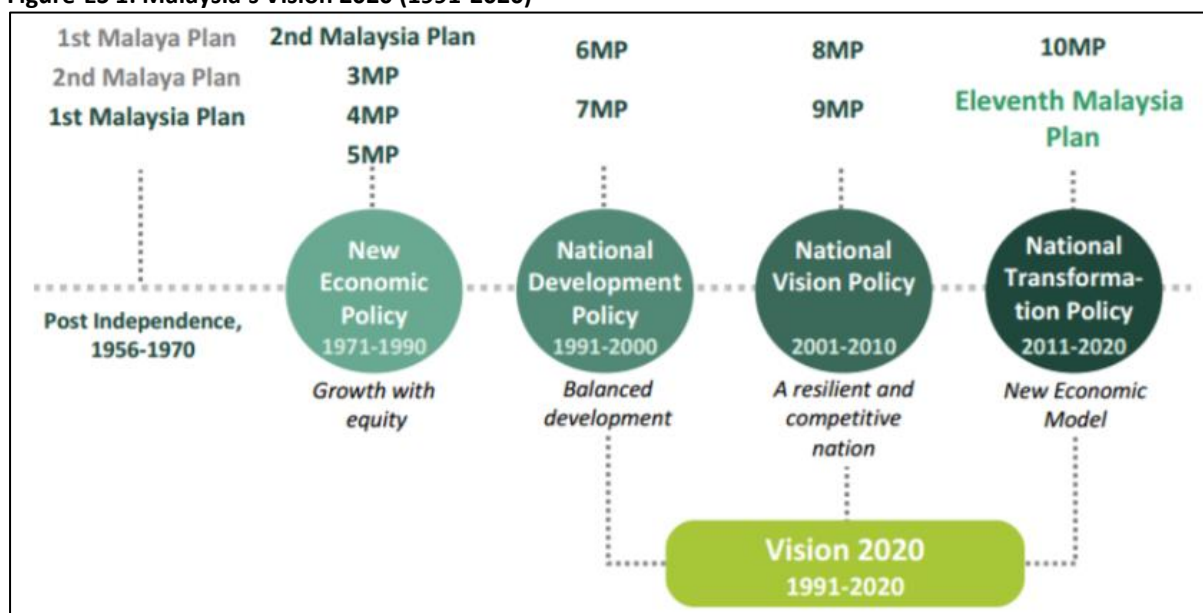 Figure ES 1: Malaysia's Vision 2020 (1991-2020)
1st Malaya Plan
2nd Malaya Plan
1st Malaysia Plan
2nd Malaysia Plan
3MP
4MP
5MP
6MP
7MP
8MP
9MP
10MP
Eleventh Malaysia
Plan
Post Independence,
1956-1970
New
Economic
Policy
1971-1990
Growth with
equity
National
Development
Policy
1991-2000
Balanced
development
National
Vision Policy
2001-2010
A resilient and
competitive
nation
National
Transforma-
tion Policy
2011-2020
New Economic
Model
Vision 2020
1991-2020